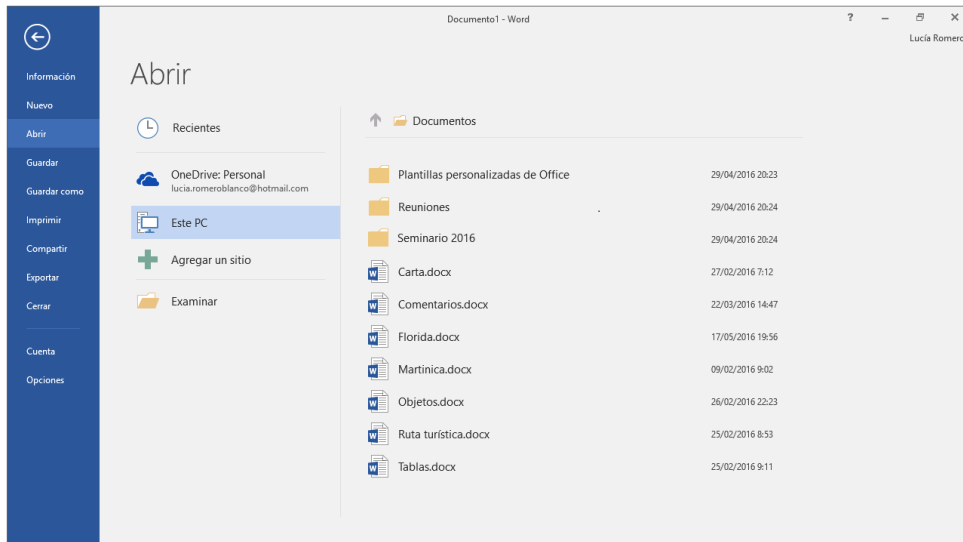 Documento1 - Word
?
Lucía Romero
Información
Nuevo
Abrir
Guardar
Guardar como
Imprimir
Compartir
Exportar
Cerrar
Cuenta
Opciones
Abrir
Recientes
OneDrive: Personal
lucia.romeroblanco@hotmail.com
Este PC
Agregar un sitio
Examinar
Documentos
Plantillas personalizadas de Office 29/04/2016 20:23
Reuniones 29/04/2016 20:24
Seminario 2016 29/04/2016 20:24
Carta.docx 27/02/2016 7:12
Comentarios.docx 22/03/2016 14:47
Florida.docx 17/05/2016 19:56
Martinica.docx 09/02/2016 9:02
Objetos.docx 26/02/2016 22:23
Ruta turística.docx 25/02/2016 8:53
Tablas.docx 25/02/2016 9:11